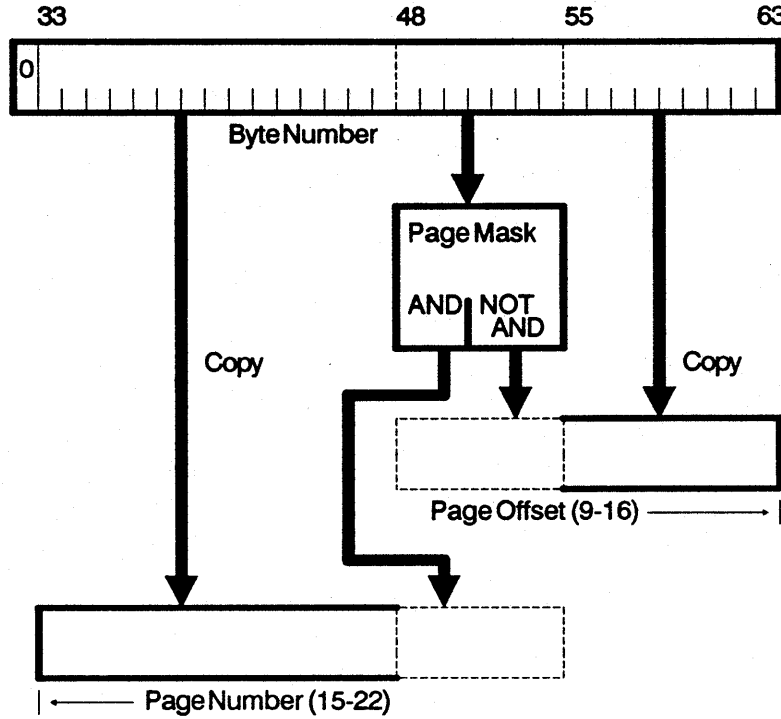 33 48 55 63
0
Byte Number
Page Mask
AND NOT
AND
Copy Copy
Page Offset (9-16)
Page Number (15-22)